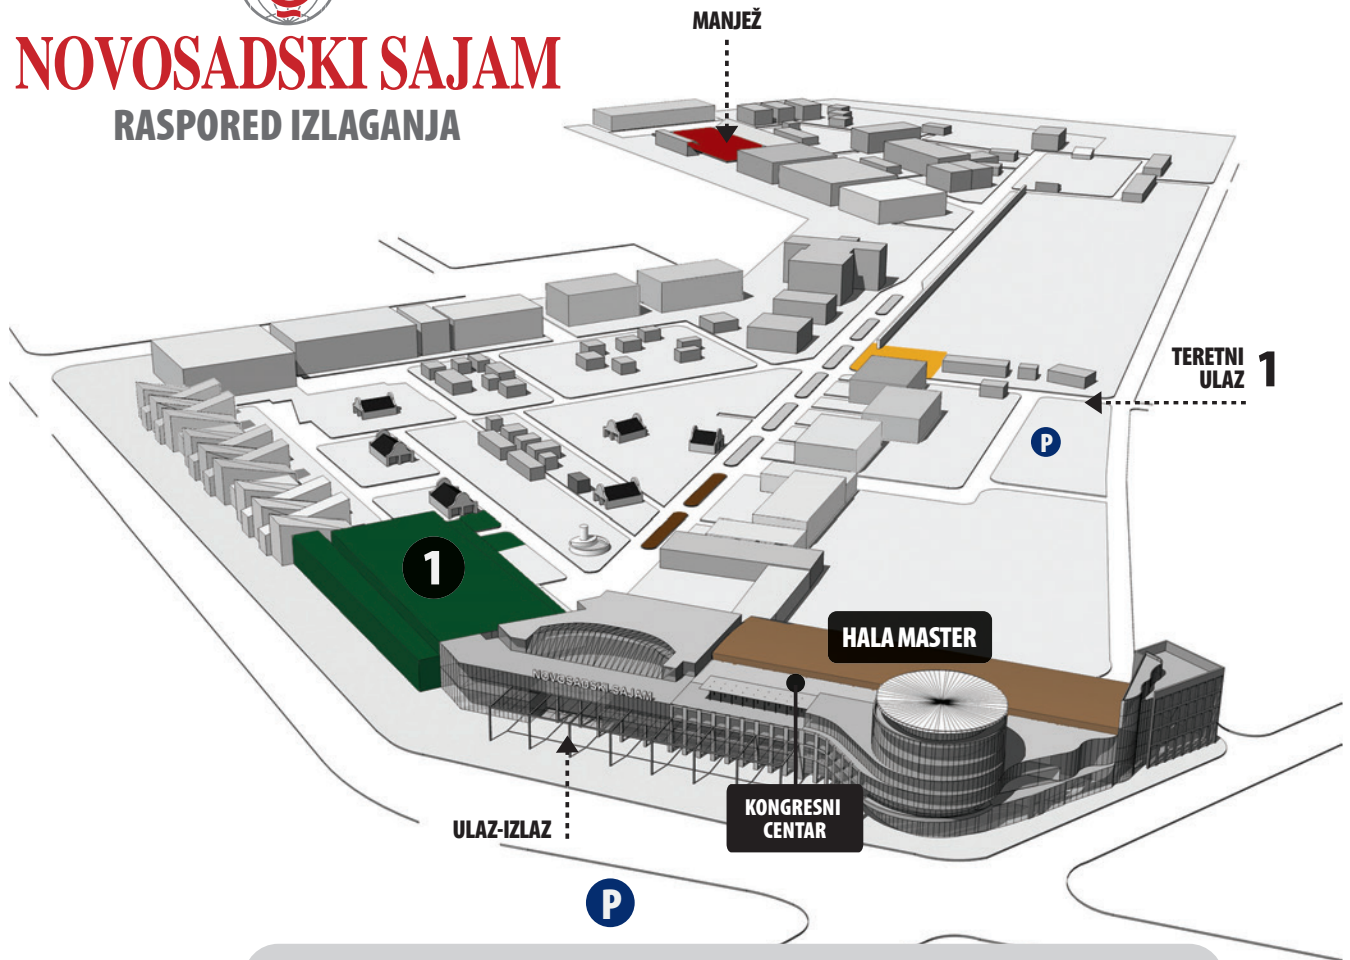 MANJEŽ
NOVOSADSKI SAJAM
RASPORED IZLAGANJA
TERETNI
ULAZ 1
P
1
HALA MASTER
NOVOSADSKI SAJAM
KONGRESNI
CENTAR
ULAZ-IZLAZ
P